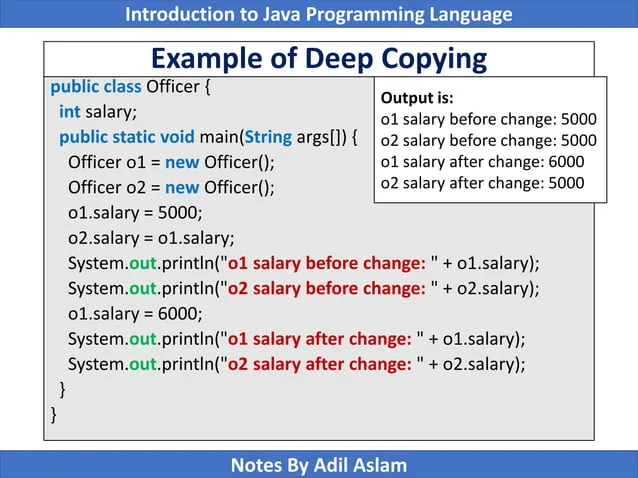 Introduction to Java Programming Language
Example of Deep Copying
public class Officer {
int salary;
public static void main(String args[]) {
Officer o1 = new Officer();
Officer o2 = new Officer();
o1.salary = 5000;
o2.salary = o1.salary;
System.out.println("o1 salary before change: " + o1.salary);
System.out.println("o2 salary before change: " + o2.salary);
o1.salary = 6000;
System.out.println("o1 salary after change: " + o1.salary);
System.out.println("o2 salary after change: " + o2.salary);
}
}
Output is:
o1 salary before change: 5000
o2 salary before change: 5000
o1 salary after change: 6000
o2 salary after change: 5000
Notes By Adil Aslam